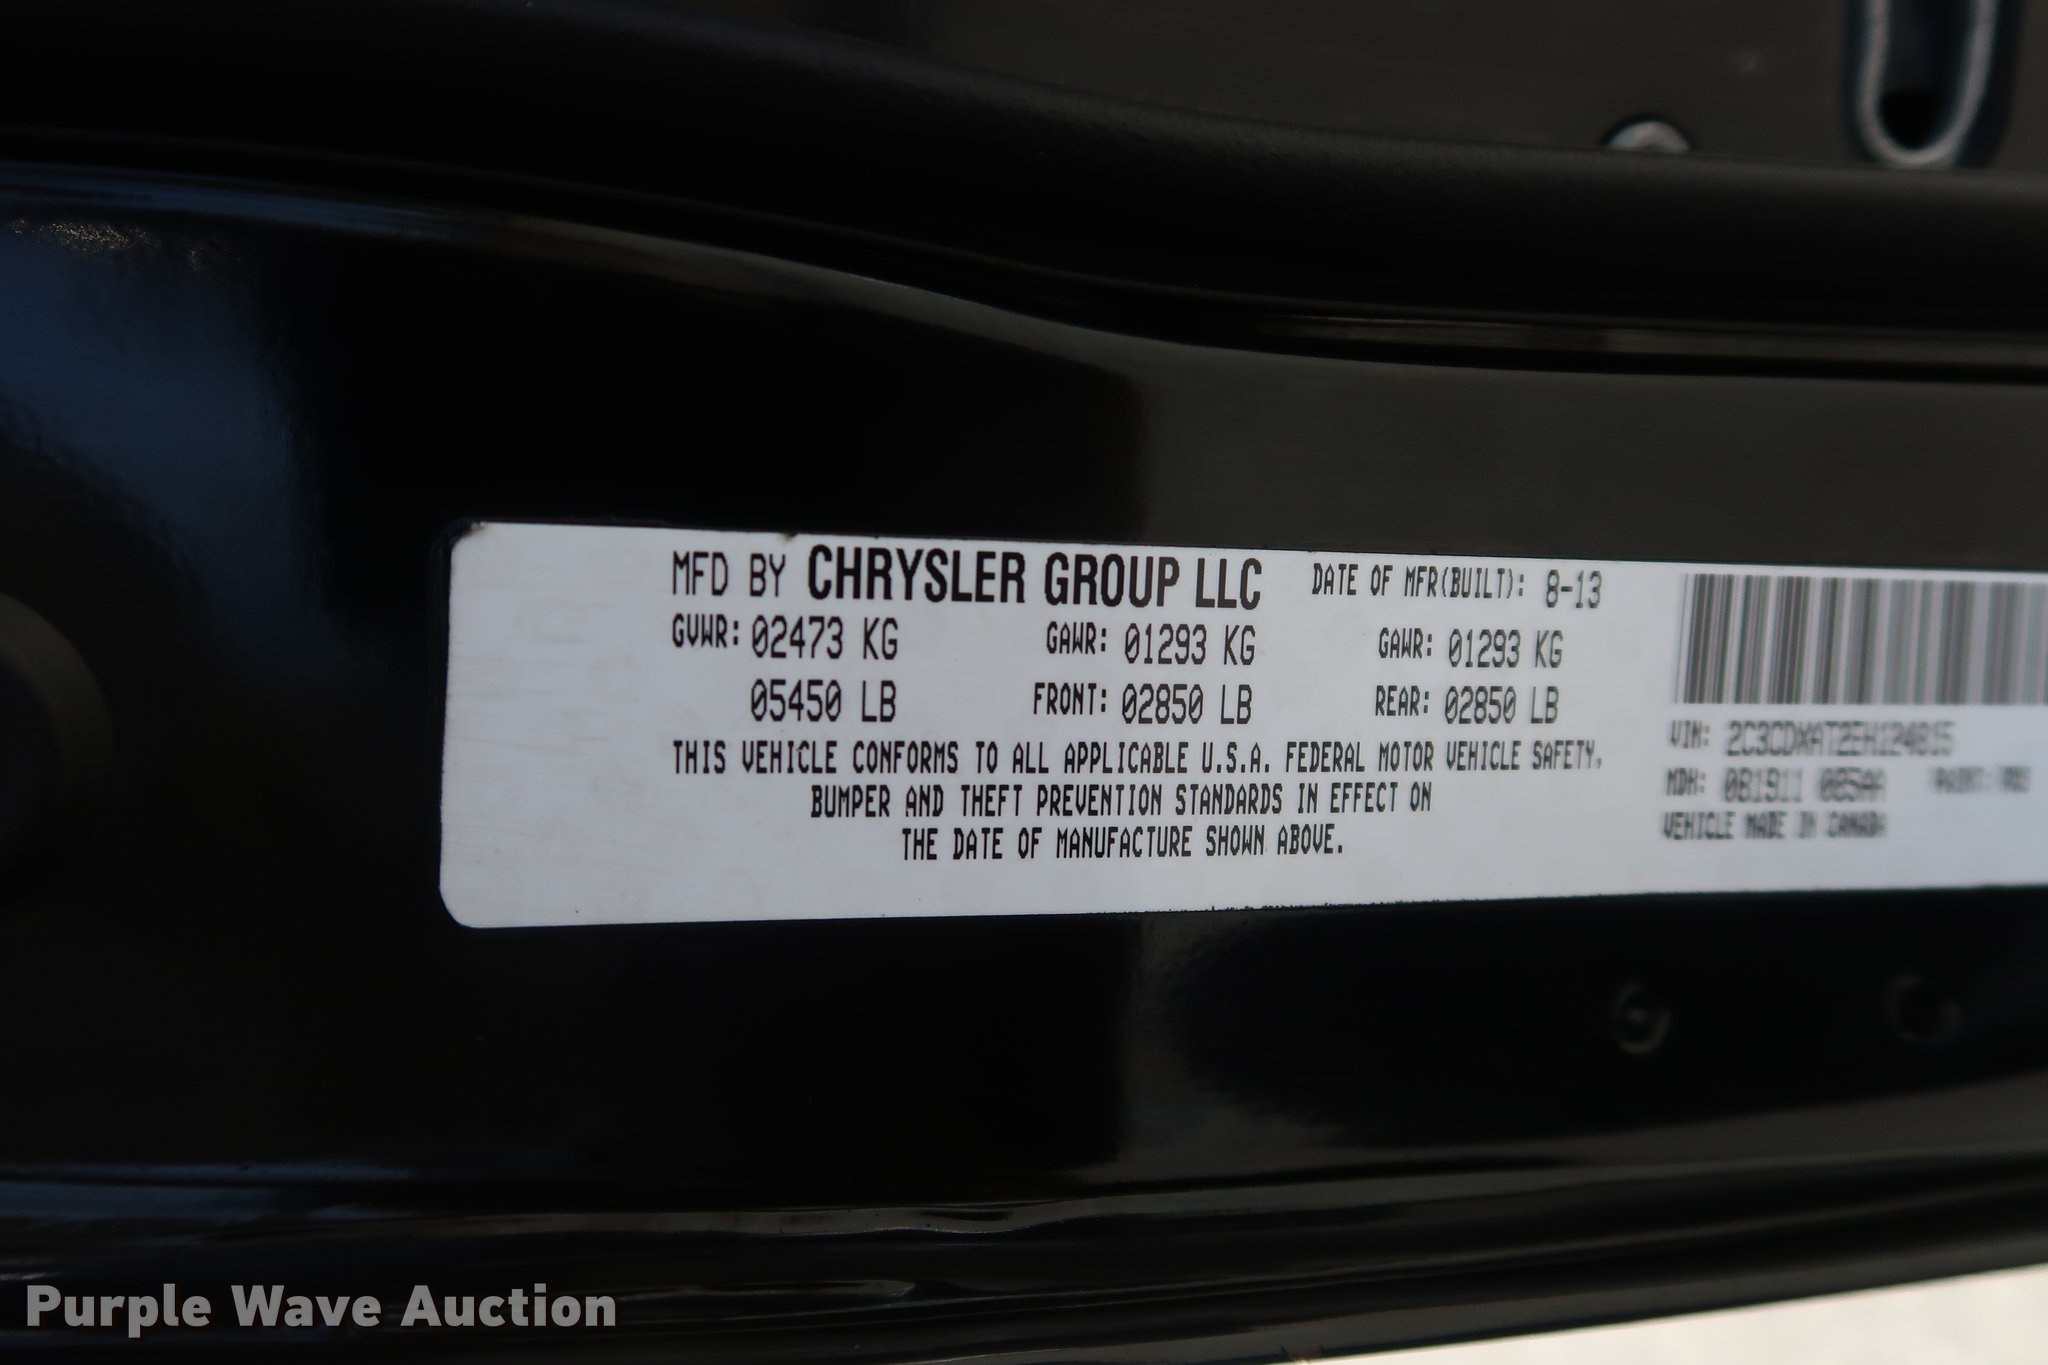 MFD BY CHRYSLER GROUP LLC DATE OF MFR(BUILT): 8-13
GVWR: 02473 KG GAWR: 01293 KG GAWR: 01293 KG
05450 LB FRONT: 02850 LB REAR: 02850 LB
THIS VEHICLE CONFORMS TO ALL APPLICABLE U.S.A. FEDERAL MOTOR VEHICLE SAFETY,
BUMPER AND THEFT PREVENTION STANDARDS IN EFFECT ON
THE DATE OF MANUFACTURE SHOWN ABOVE.
VIN: 2C3CDXAT2EH124815
MDH: 081911 085AA
VEHICLE MADE IN CANADA
Purple Wave Auction